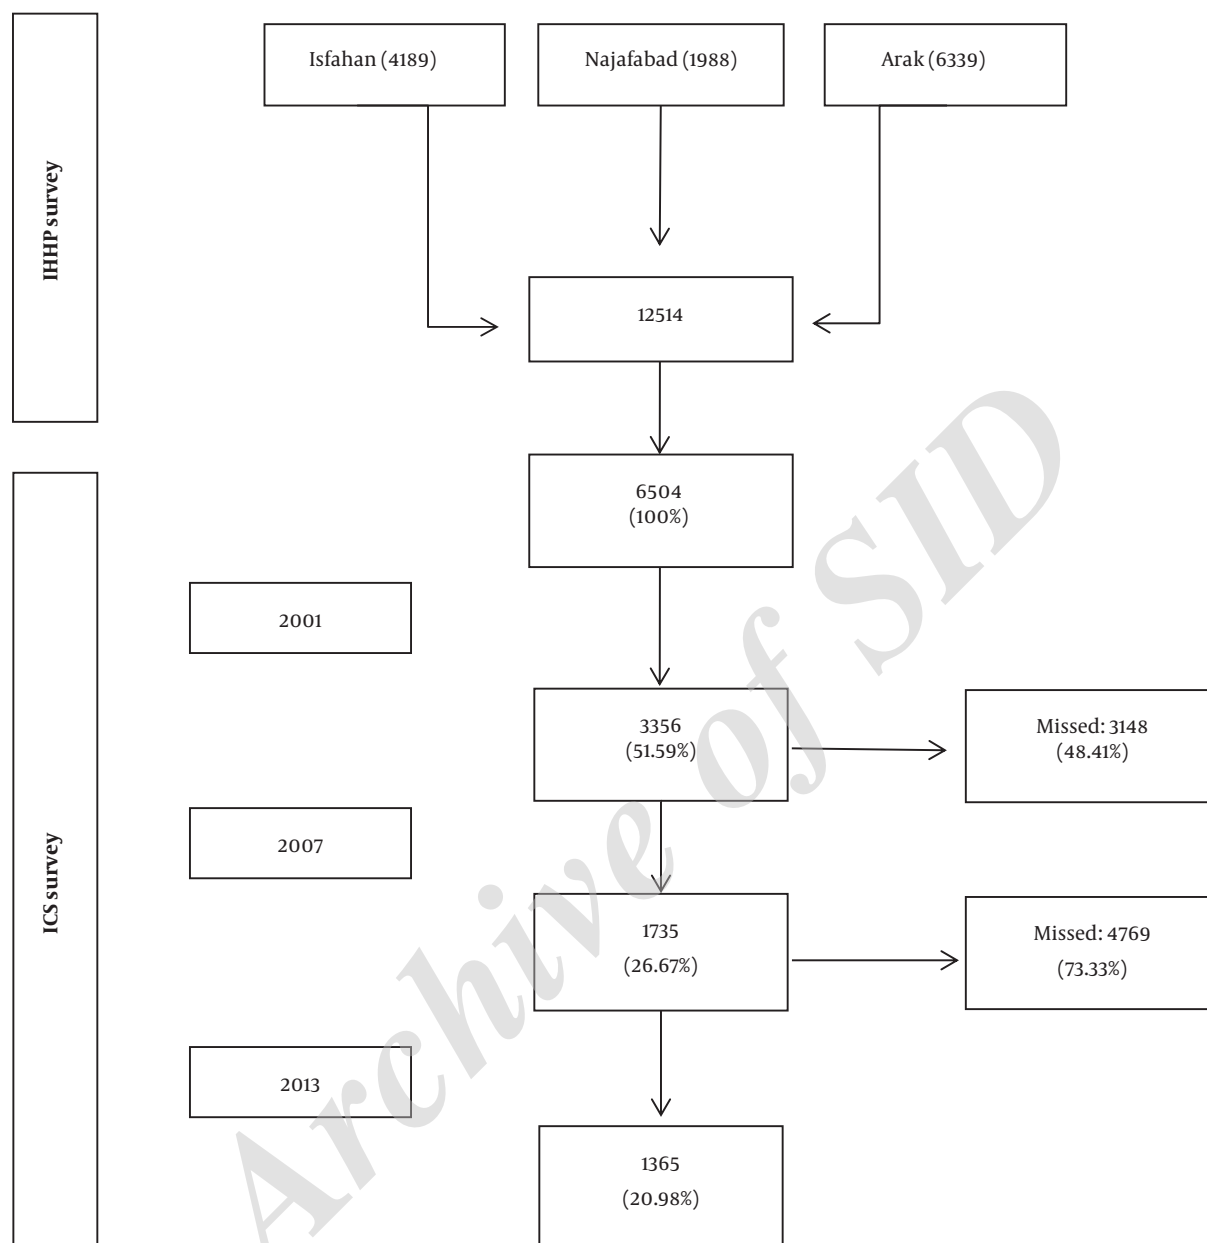 IHHP survey
Isfahan (4189)
Najafabad (1988)
Arak (6339)
12514
ICS survey
6504
(100%)
2001
3356
(51.59%)
Missed: 3148
(48.41%)
2007
1735
(26.67%)
Missed: 4769
(73.33%)
2013
1365
(20.98%)
Archive of SID